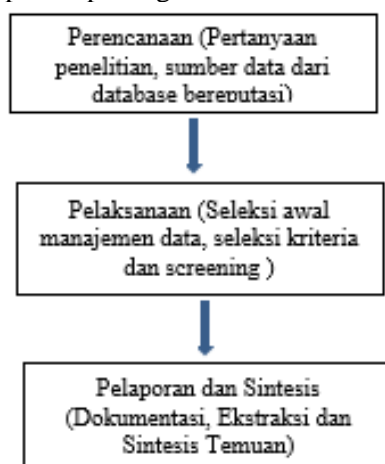 Perencanaan (Pertanyaan
penelitian, sumber data dari
database bereputasi)
Pelaksanaan (Seleksi awal
manajemen data, seleksi kriteria
dan screening )
Pelaporan dan Sintesis
(Dokumentasi, Ekstraksi dan
Sintesis Temuan)